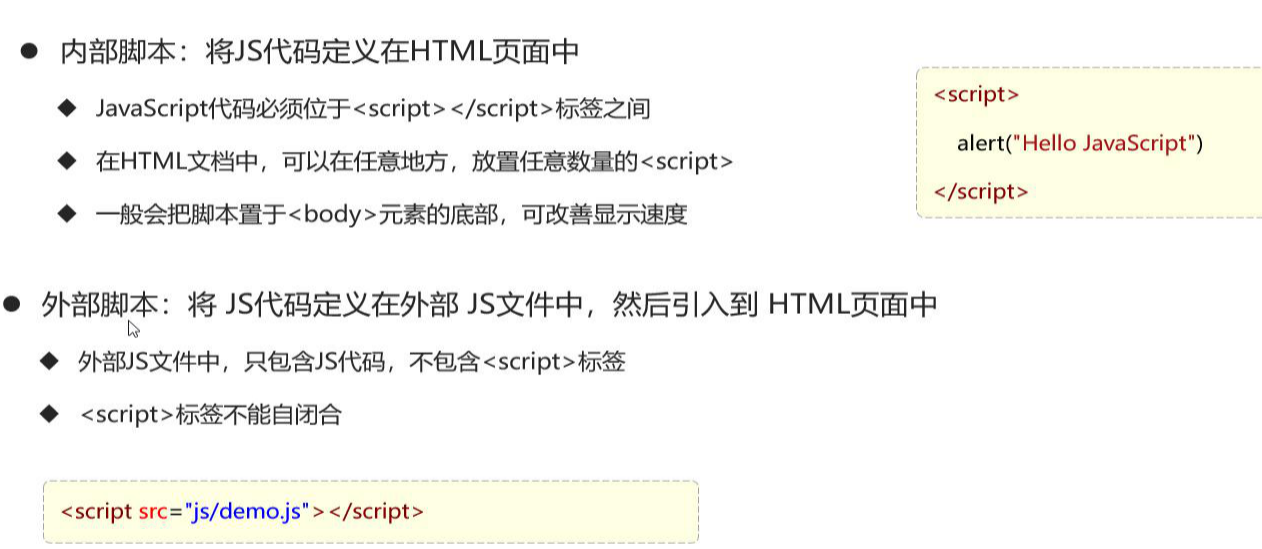 内部脚本：将JS代码定义在HTML页面中
JavaScript代码必须位于<script></script>标签之间
在HTML文档中，可以在任意地方，放置任意数量的<script>
一般会把脚本置于<body>元素的底部，可改善显示速度
<script>
alert("Hello JavaScript")
</script>
外部脚本：将 JS代码定义在外部 JS文件中，然后引入到 HTML页面中
外部JS文件中，只包含JS代码，不包含<script>标签
<script>标签不能自闭合
<script src="js/demo.js"></script>